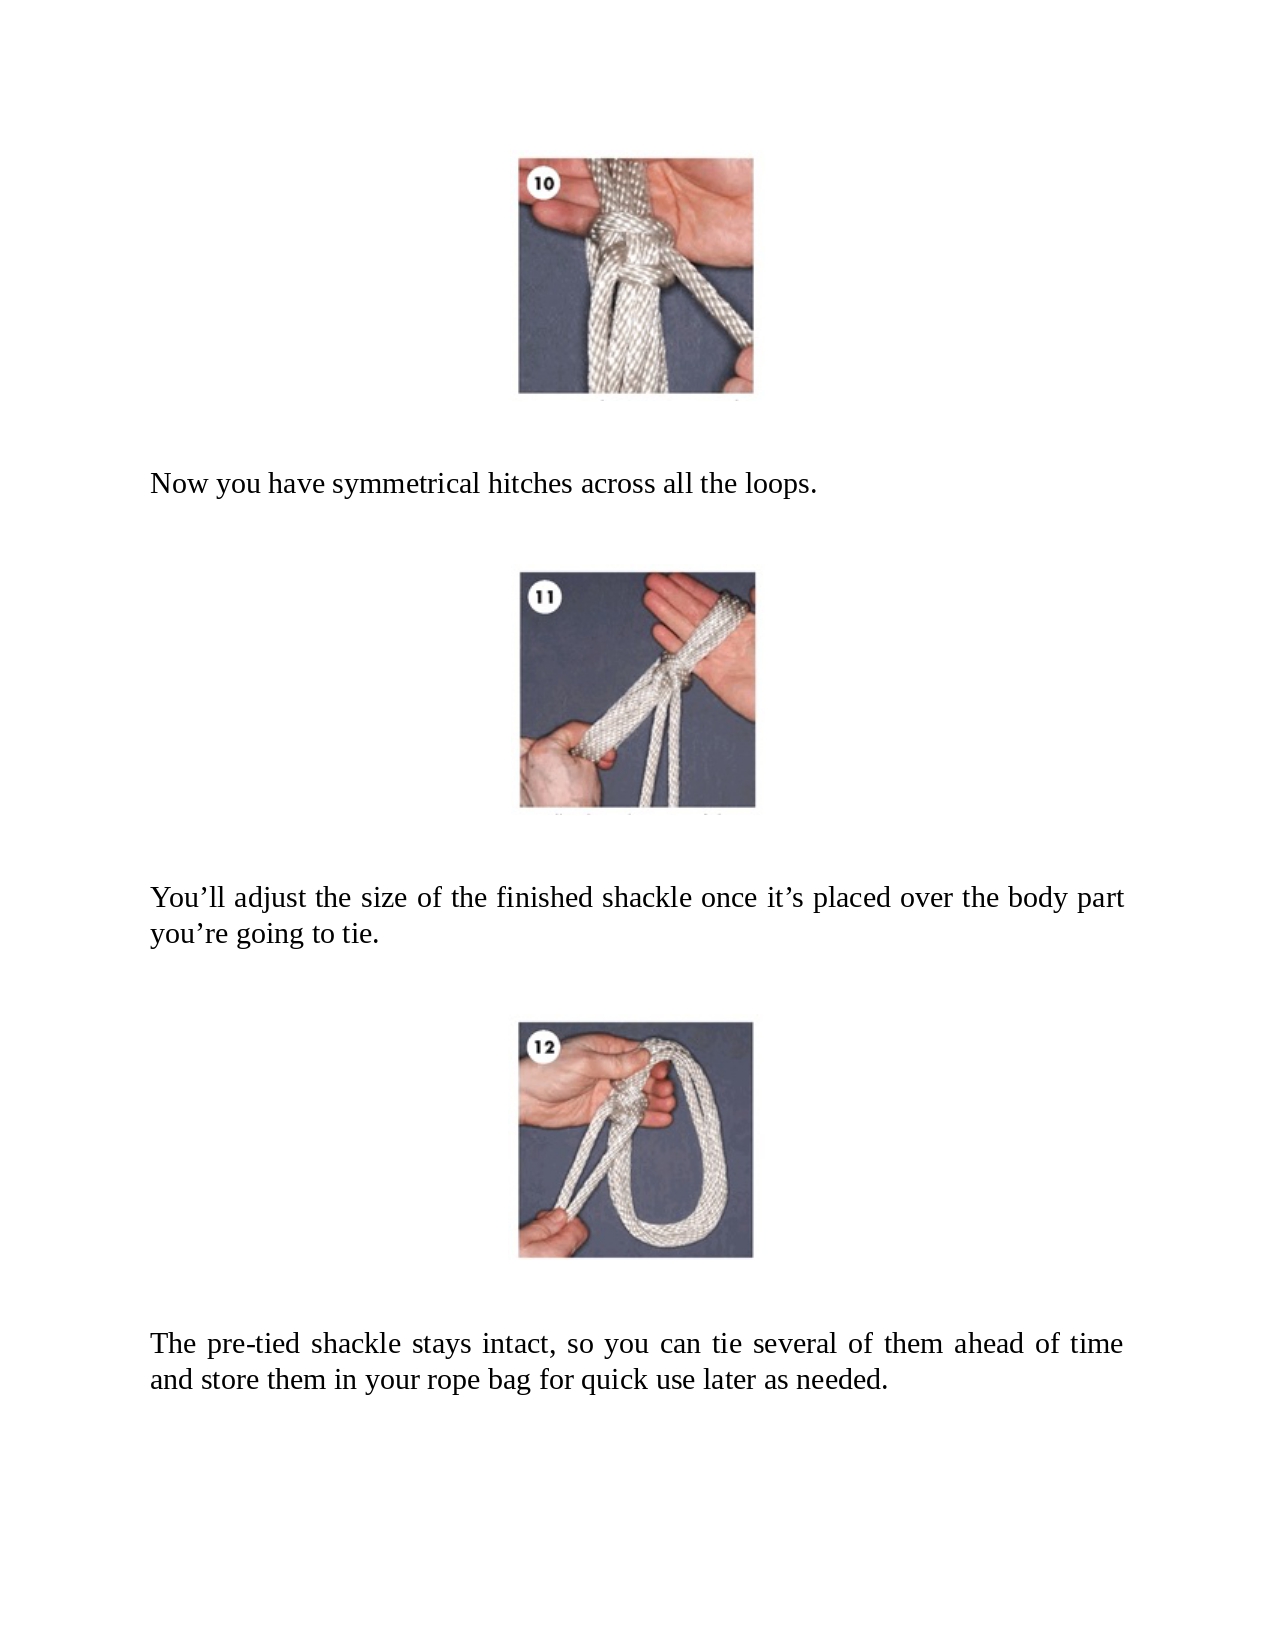 10
Now you have symmetrical hitches across all the loops.
11
You’ll adjust the size of the finished shackle once it’s placed over the body part
you’re going to tie.
12
The pre-tied shackle stays intact, so you can tie several of them ahead of time
and store them in your rope bag for quick use later as needed.